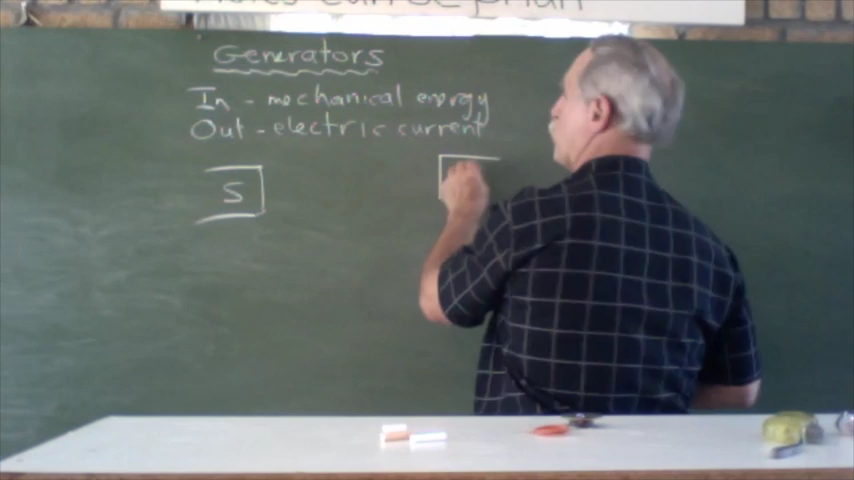 Generators
In - mechanical energy
Out - electric current
S